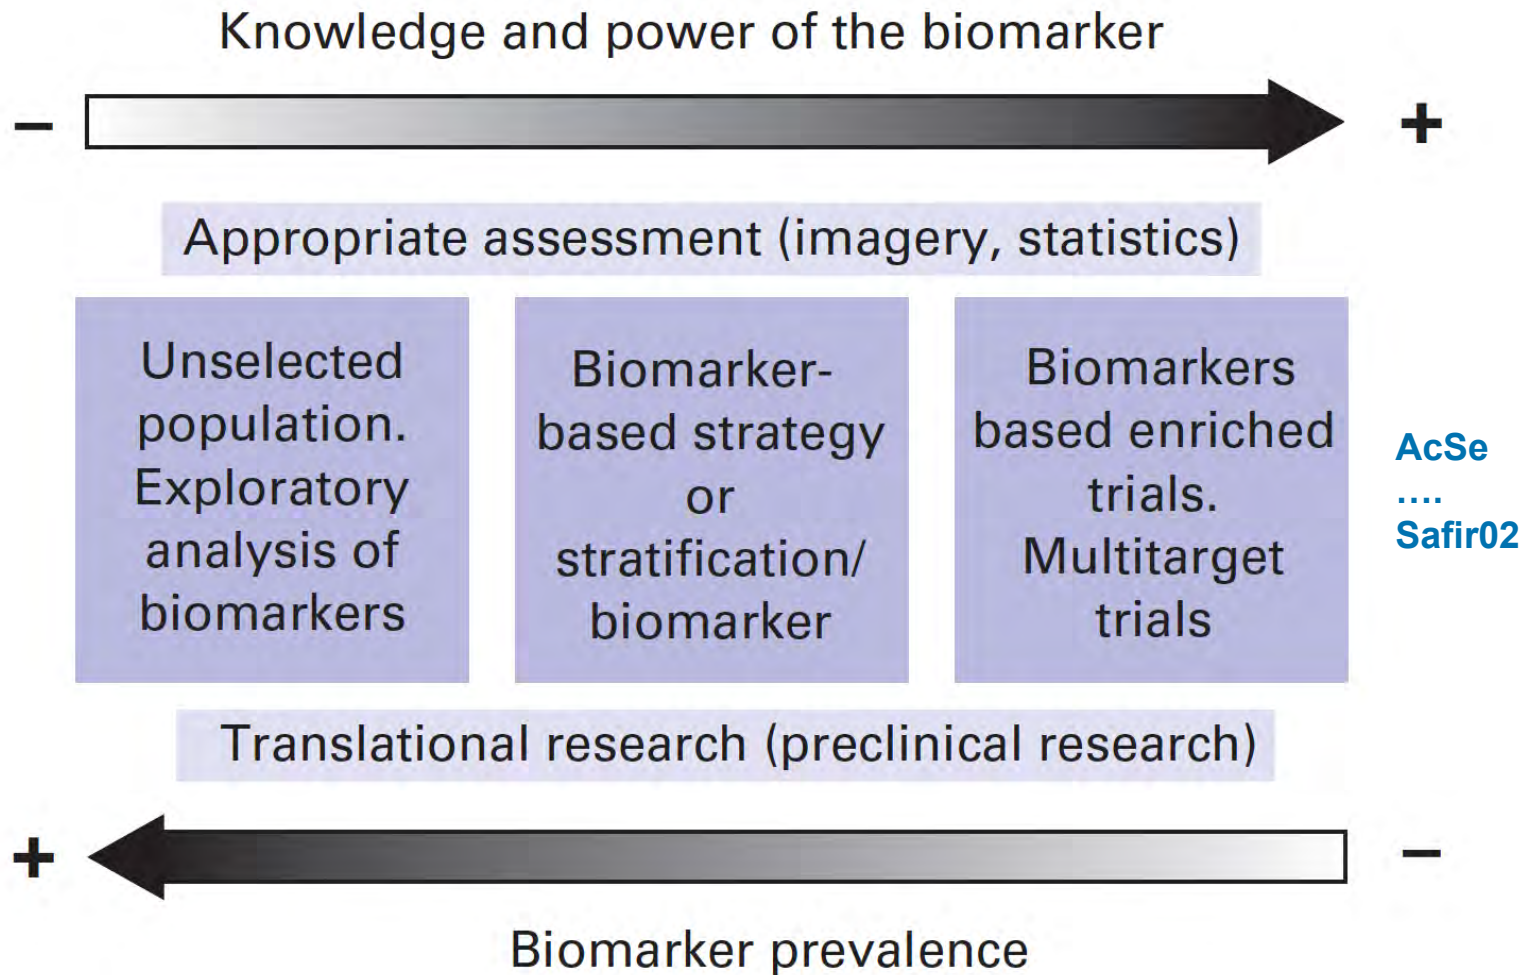 Knowledge and power of the biomarker
– +
Appropriate assessment (imagery, statistics)
Unselected
population.
Exploratory
analysis of
biomarkers
Biomarker-
based strategy
or
stratification/
biomarker
Biomarkers
based enriched
trials.
Multitarget
trials
AcSe
....
Safir02
Translational research (preclinical research)
+ –
Biomarker prevalence